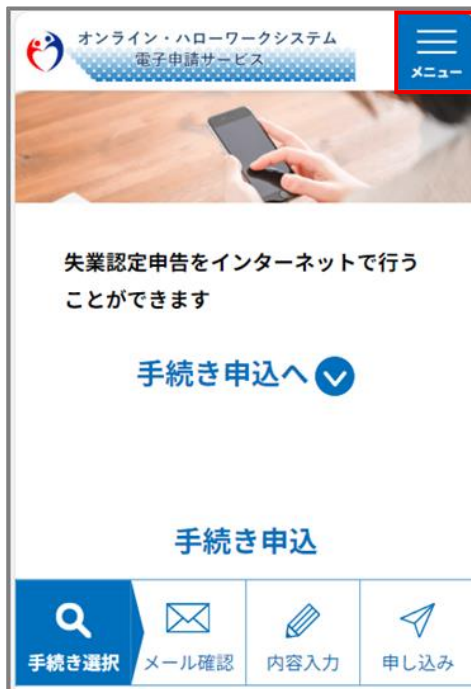 オンライン・ハローワークシステム
電子申請サービス
メニュー
失業認定申告をインターネットで行う
ことができます
手続き申込へ
手続き申込
手続き選択
メール確認
内容入力
申し込み